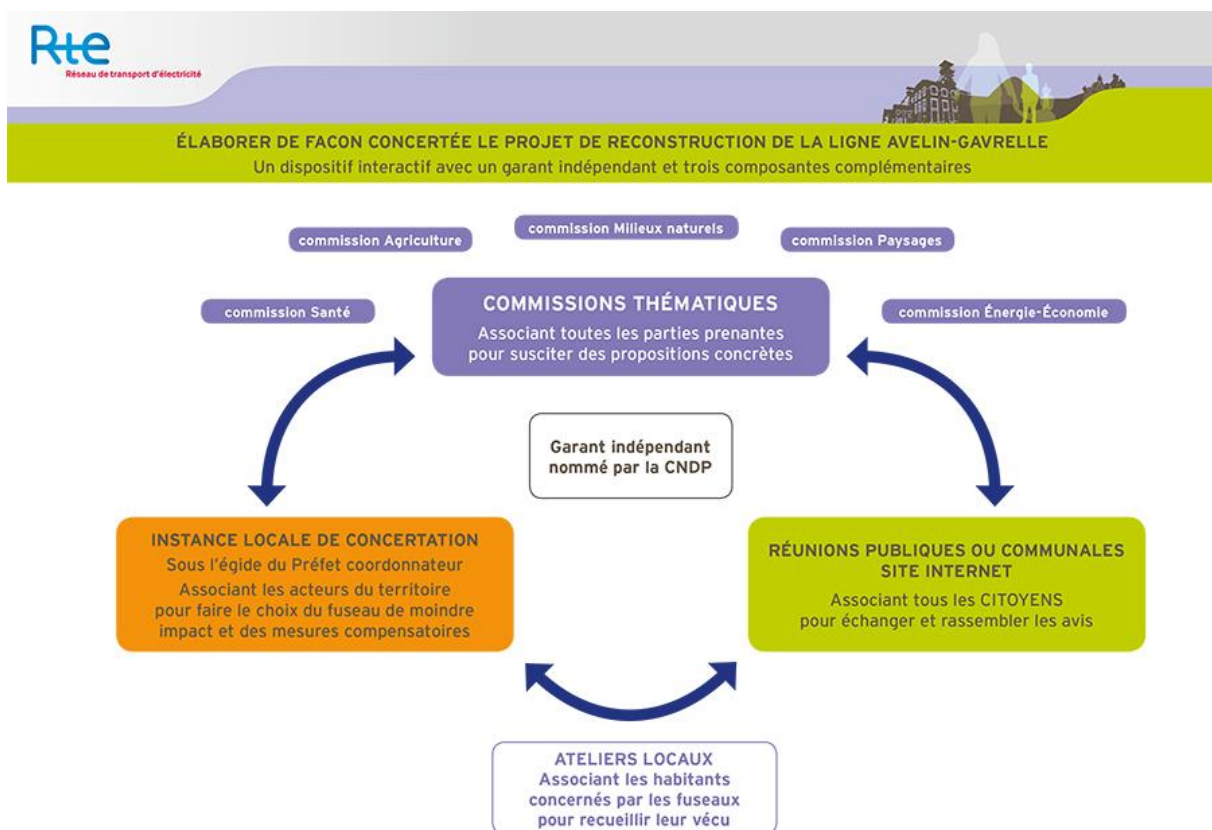 Rte
Réseau de transport d'électricité
ÉLABORER DE FACON CONCERTÉE LE PROJET DE RECONSTRUCTION DE LA LIGNE AVELIN-GAVRELLE
Un dispositif interactif avec un garant indépendant et trois composantes complémentaires
commission Agriculture
commission Milieux naturels
commission Paysages
commission Santé
COMMISSIONS THÉMATIQUES
Associant toutes les parties prenantes
pour susciter des propositions concrètes
commission Énergie-Économie
Garant indépendant
nommé par la CNDP
INSTANCE LOCALE DE CONCERTATION
Sous l'égide du Préfet coordonnateur
Associant les acteurs du territoire
pour faire le choix du fuseau de moindre
impact et des mesures compensatoires
RÉUNIONS PUBLIQUES OU COMMUNALES
SITE INTERNET
Associant tous les CITOYENS
pour échanger et rassembler les avis
ATELIERS LOCAUX
Associant les habitants
concernés par les fuseaux
pour recueillir leur vécu